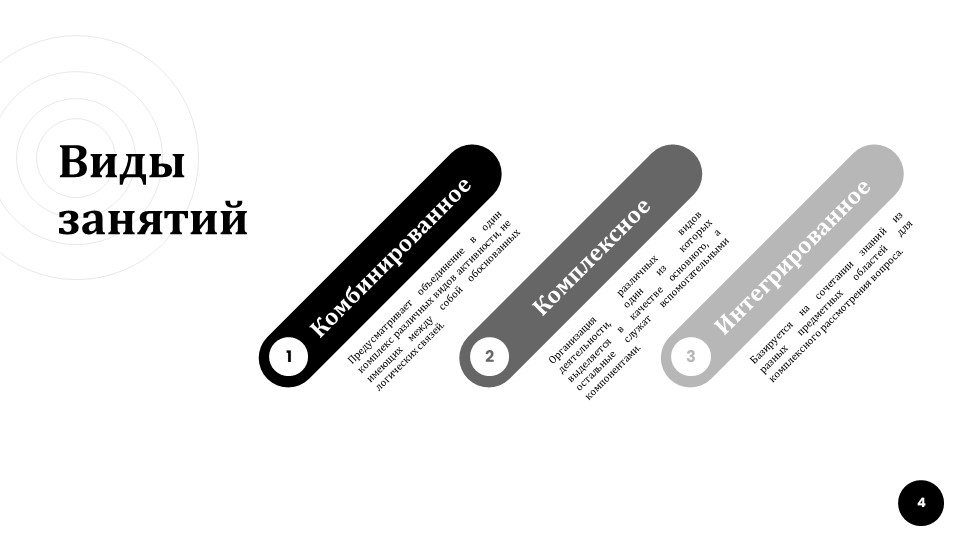 Виды
занятий
1
Комбинированное
Предусматривает объединение в один
комплекс различных видов активности, не
имеющих между собой обоснованных
логических связей.
2
Комплексное
Организация различных видов
деятельности, один из которых
выделяется в качестве основного, а
остальные служат вспомогательными
компонентами.
3
Интегрированное
Базируется на сочетании знаний из
разных предметных областей для
комплексного рассмотрения вопроса.
4